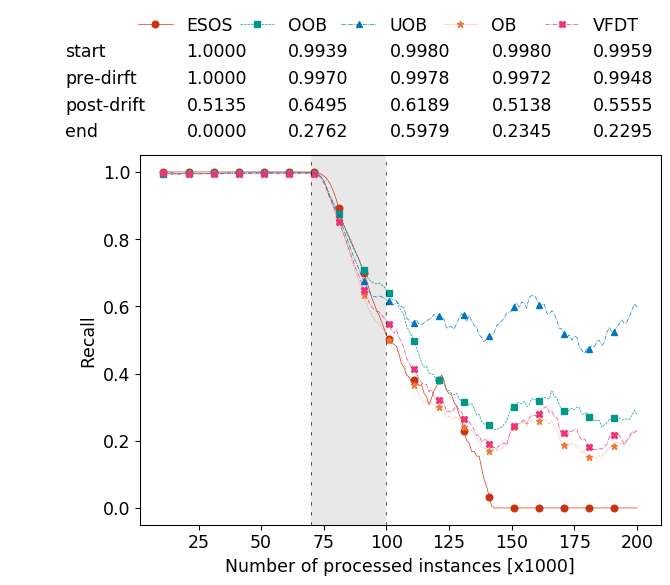 ESOS OOB UOB OB VFDT
start 1.0000 0.9939 0.9980 0.9980 0.9959
pre-dirft 1.0000 0.9970 0.9978 0.9972 0.9948
post-drift 0.5135 0.6495 0.6189 0.5138 0.5555
end 0.0000 0.2762 0.5979 0.2345 0.2295
1.0
0.8
0.6
0.4
0.2
0.0
Recall
25 50 75 100 125 150 175 200
Number of processed instances [x1000]